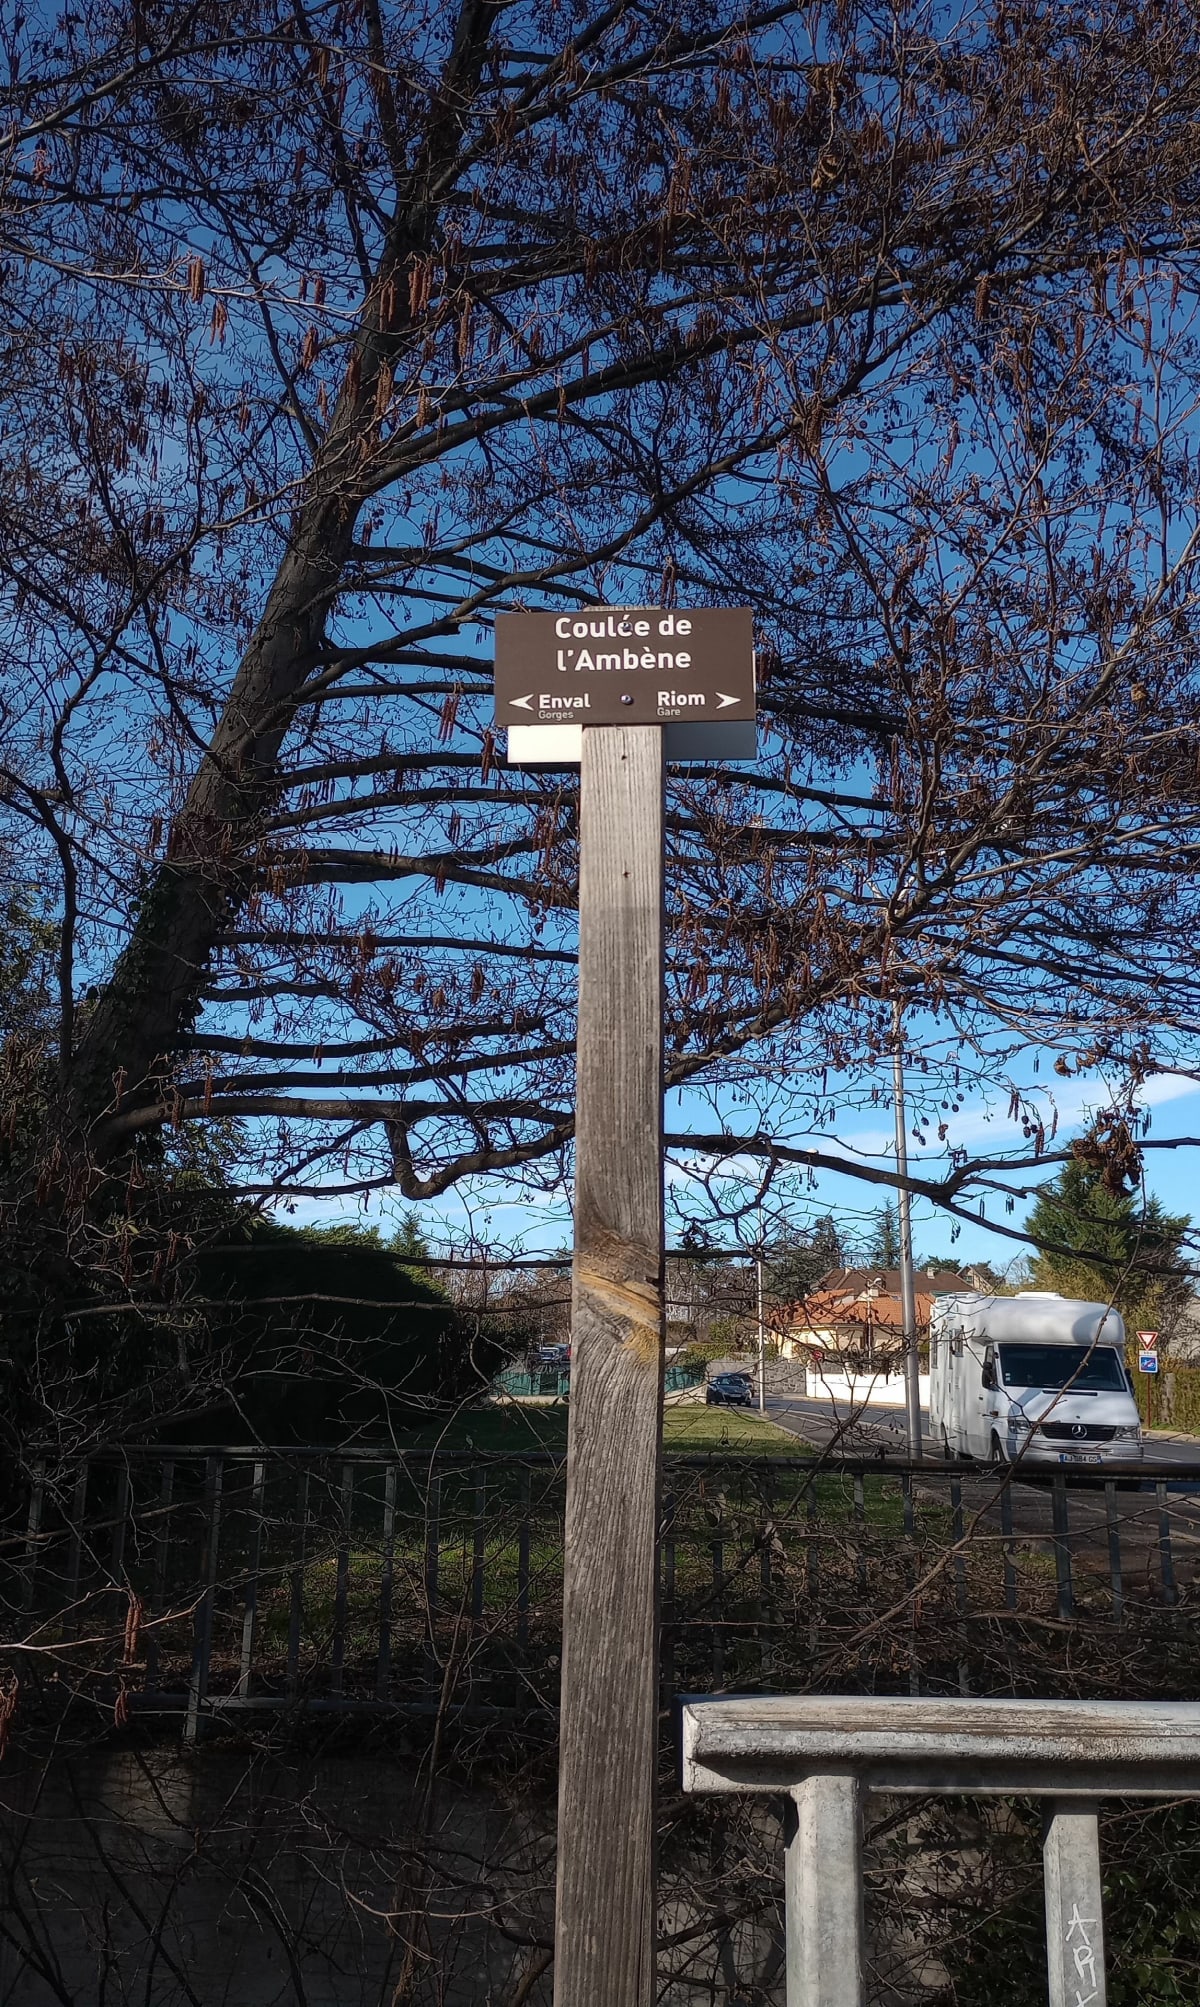 Coulée de
l'Ambène
Enval Riom
Gorges Gare